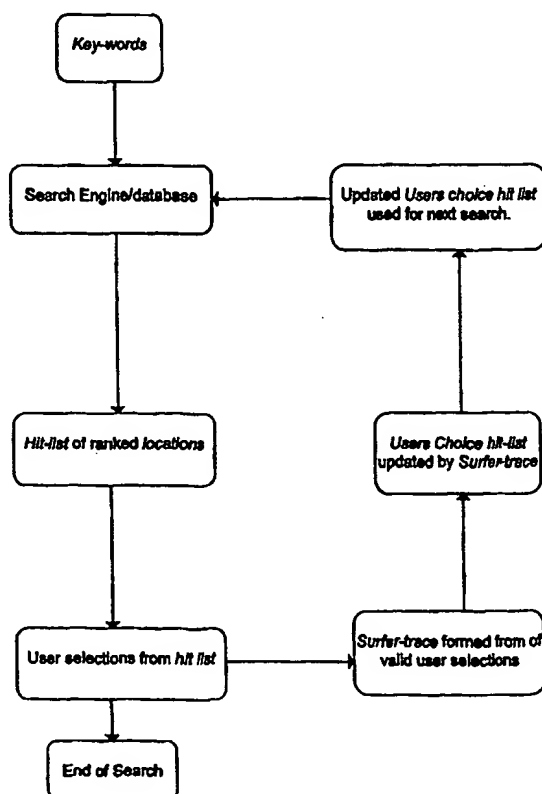 Key-words
Search Engine/database
Updated Users choice hit list
used for next search.
Hit-list of ranked locations
Users Choice hit-list
updated by Surfer-trace
User selections from hit list
Surfer-trace formed from of
valid user selections
End of Search